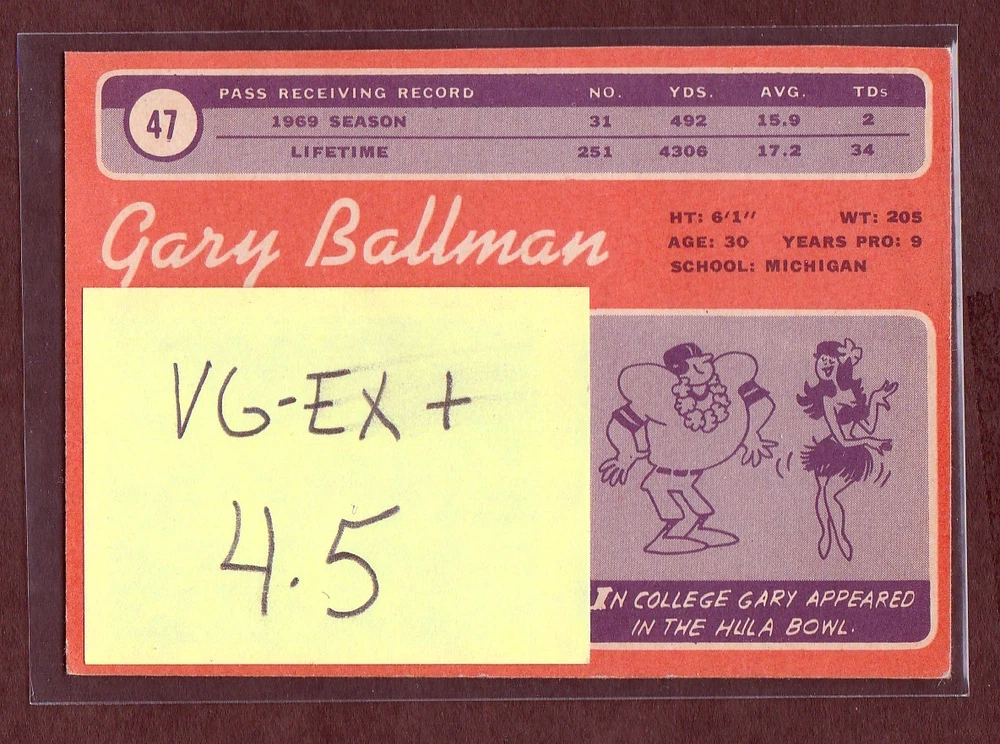 47
PASS RECEIVING RECORD NO. YDS. AVG. TDs
1969 SEASON 31 492 15.9 2
LIFETIME 251 4306 17.2 34
Gary Ballman
HT: 6'1" WT: 205
AGE: 30 YEARS PRO: 9
SCHOOL: MICHIGAN
VG-EX +
4.5
IN COLLEGE GARY APPEARED
IN THE HULA BOWL.